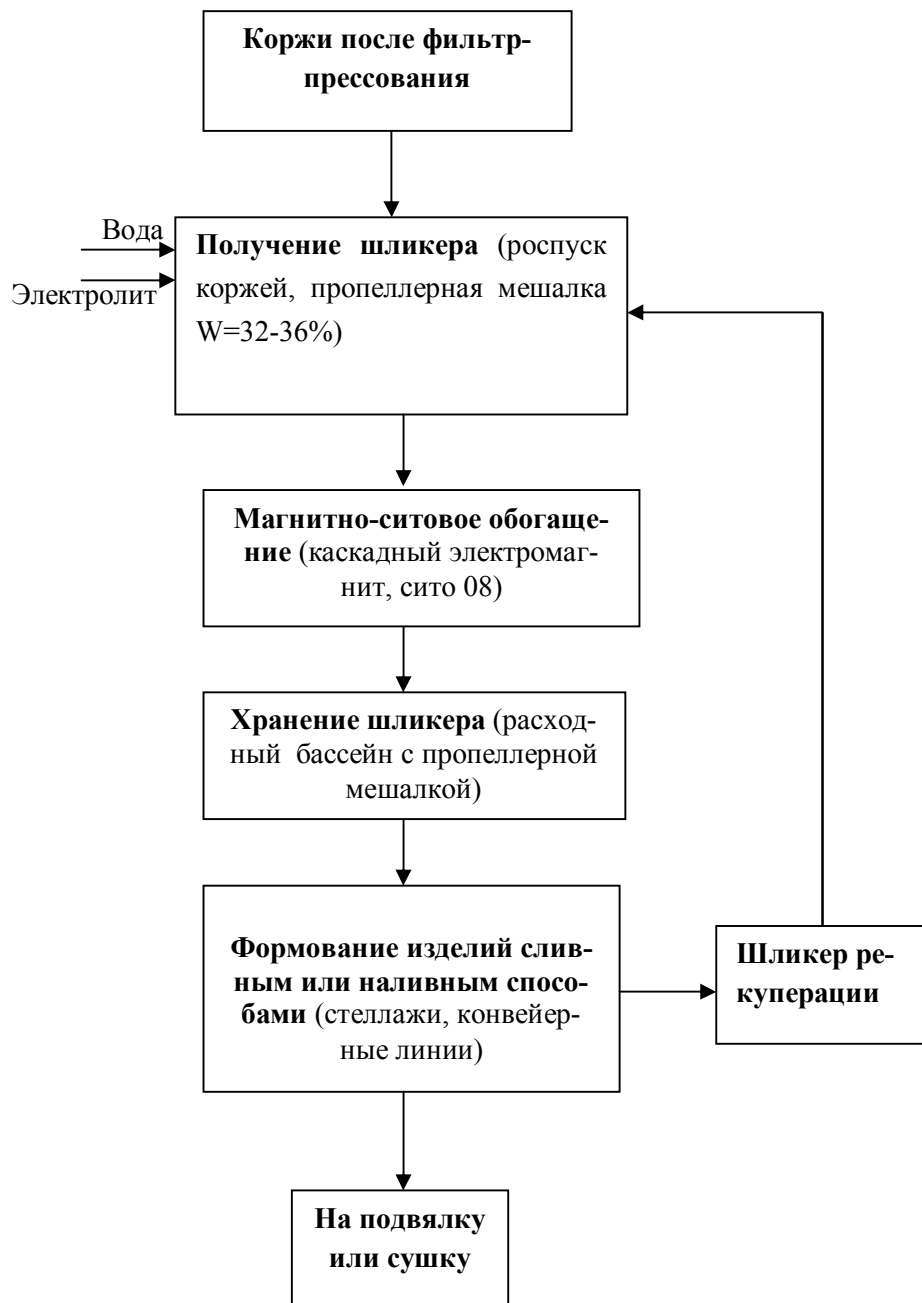 Коржи после фильтр-
прессования
Вода
Электролит
Получение шликера (роспуск
коржей, пропеллерная мешалка
W=32-36%)
Магнитно-ситовое обогаще-
ние (каскадный электромаг-
нит, сито 08)
Хранение шликера (расход-
ный бассейн с пропеллерной
мешалкой)
Формование изделий слив-
ным или наливным спосо-
бами (стеллажи, конвейер-
ные линии)
Шликер ре-
куперации
На подвялку
или сушку